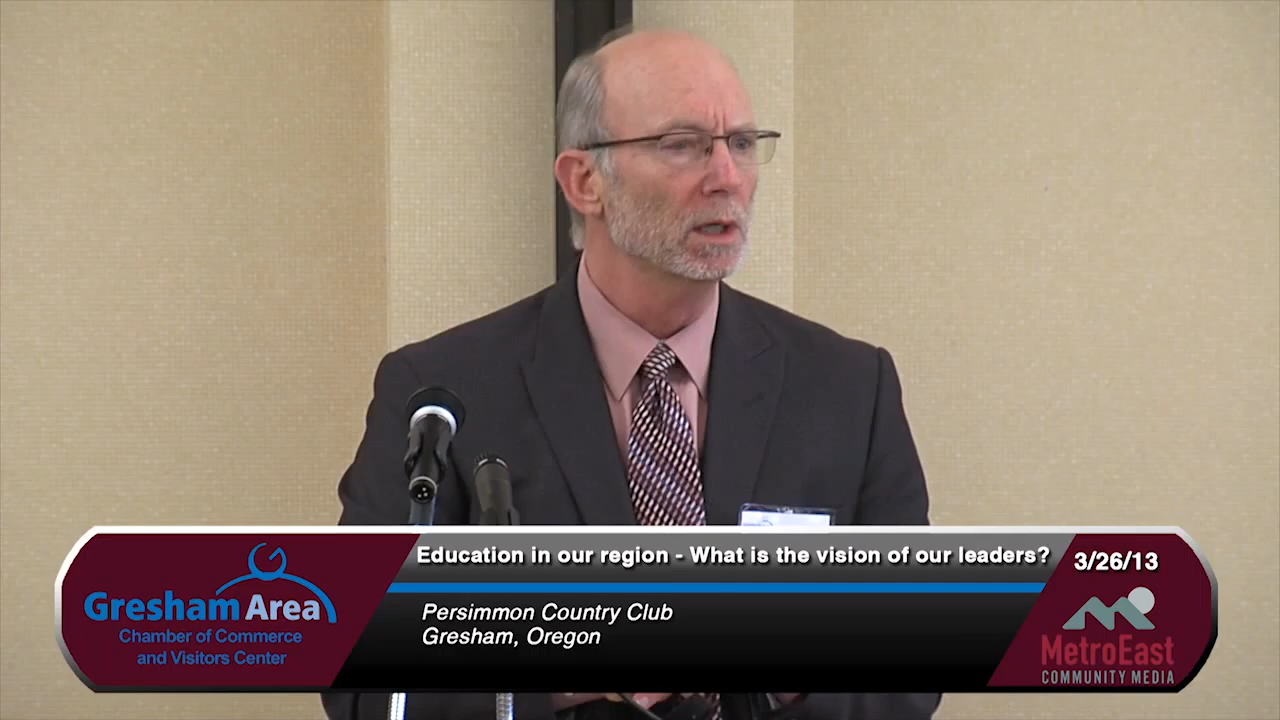 Education in our region - What is the vision of our leaders?
3/26/13
Gresham Area
Chamber of Commerce
and Visitors Center
Persimmon Country Club
Gresham, Oregon
MetroEast
COMMUNITY MEDIA